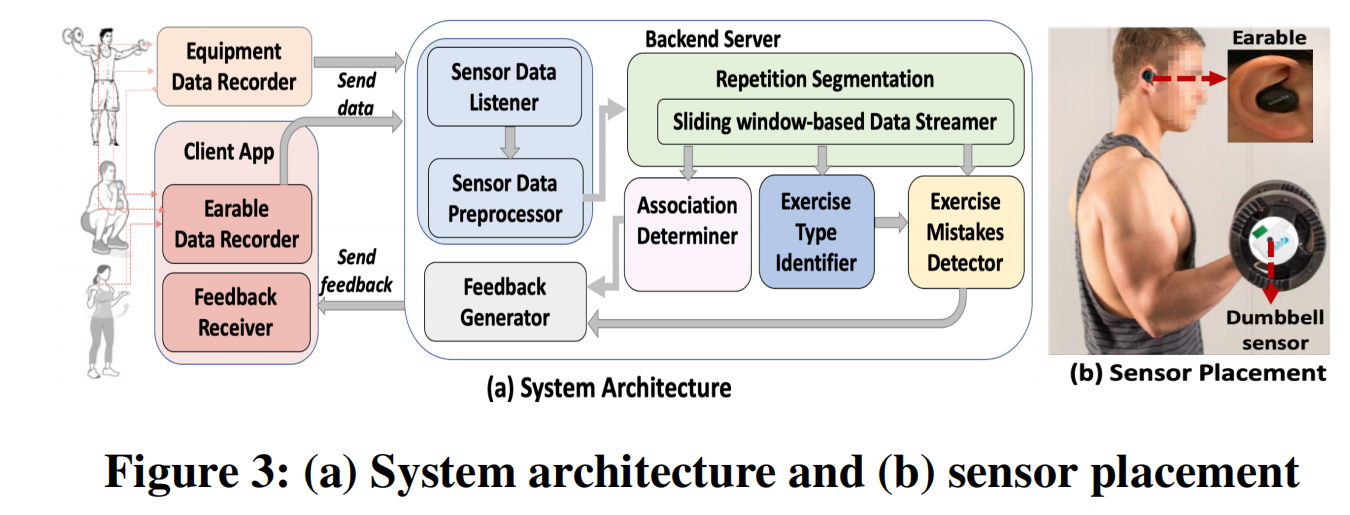 Equipment
Data Recorder
Send
data
Client App
Earable
Data Recorder
Feedback
Receiver
Send
feedback
Backend Server
Sensor Data
Listener
Sensor Data
Preprocessor
Repetition Segmentation
Sliding window-based Data Streamer
Association
Determiner
Exercise
Type
Identifier
Exercise
Mistakes
Detector
Feedback
Generator
(a) System Architecture
Earable
Dumbbell
sensor
(b) Sensor Placement
Figure 3: (a) System architecture and (b) sensor placement